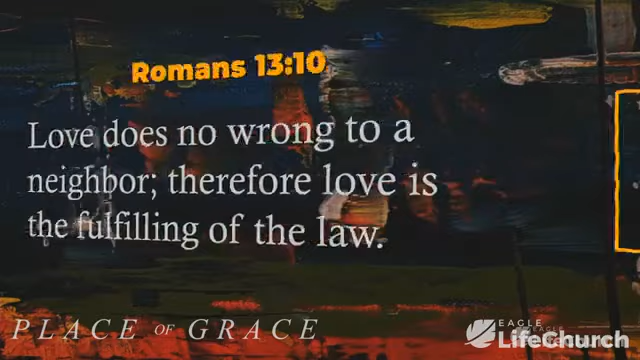 Romans 13:10
Love does no wrong to a
neighbor; therefore love is
the fulfilling of the law.
PLACE OF GRACE
EAGLE
LifeChurch